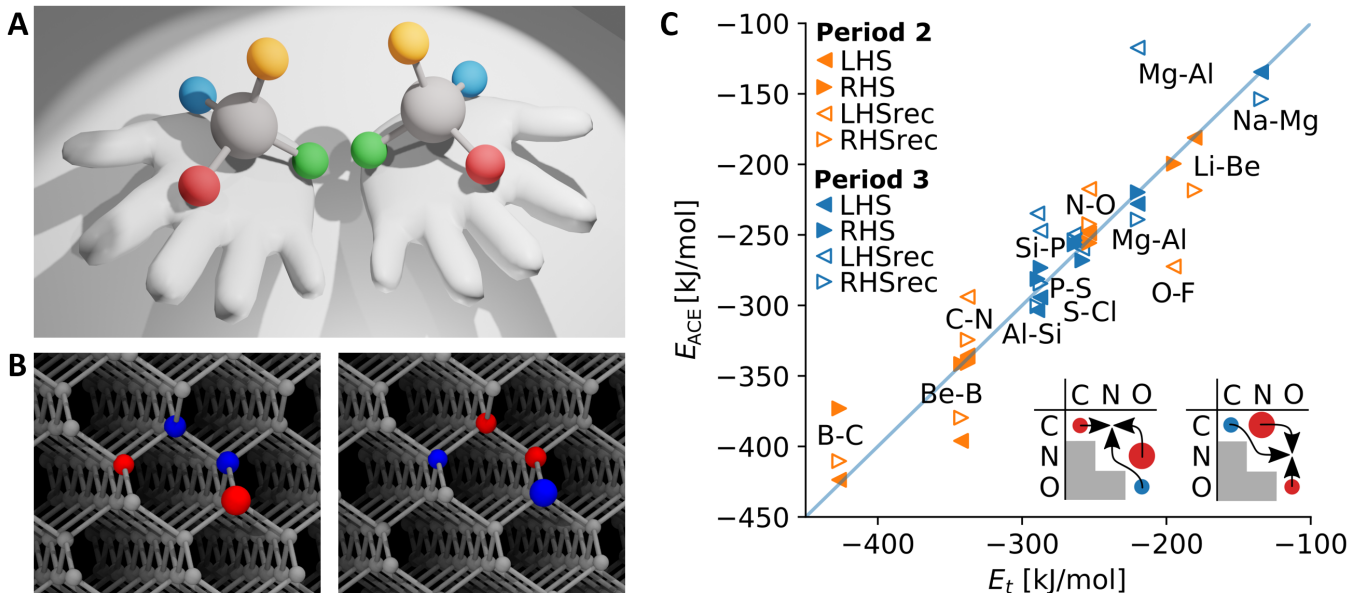 A
B
C
−100
−150
−200
−250
−300
−350
−400
−450
E_ACE [kJ/mol]
Period 2
LHS
RHS
LHSrec
RHSrec
Period 3
LHS
RHS
LHSrec
RHSrec
Mg-Al
Na-Mg
Li-Be
N-O
Mg-Al
Si-P
O-F
P-S
S-Cl
C-N
Al-Si
Be-B
B-C
C N O
C
N
O
C N O
C
N
O
−400
−300
−200
−100
E_t [kJ/mol]